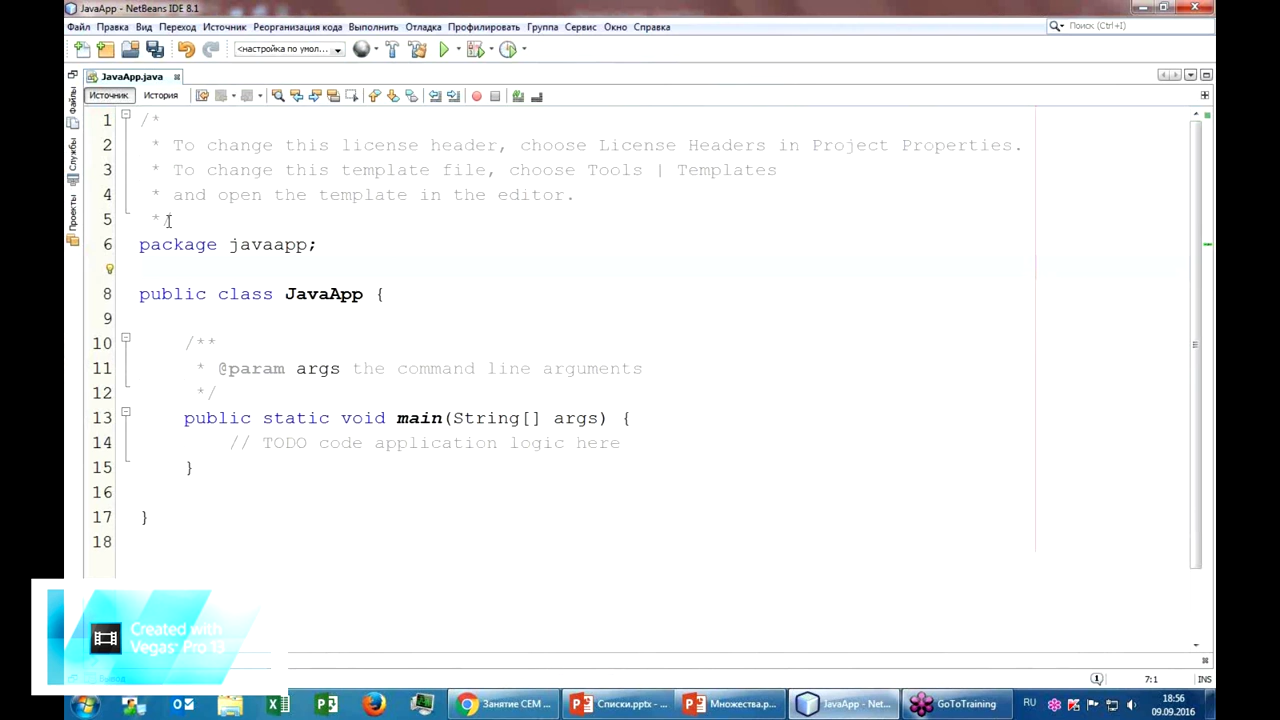 JavaApp - NetBeans IDE 8.1
Файл Правка Вид Переход Источник Реорганизация кода Выполнить Отладка Профилировать Группа Сервис Окно Справка
Поиск (Ctrl+I)
<настройка по умол...
JavaApp.java
Источник История
Файлы
Службы
Проекты
1 /*
2 * To change this license header, choose License Headers in Project Properties.
3 * To change this template file, choose Tools | Templates
4 * and open the template in the editor.
5 */
6 package javaapp;
8 public class JavaApp {
9
10 /**
11 * @param args the command line arguments
12 */
13 public static void main(String[] args) {
14 // TODO code application logic here
15 }
16
17 }
18
Created with
Vegas Pro 13
Вывод
1 7:1 INS
Занятие СЕМ ...
Списки.pptx - ...
Множества.p...
JavaApp - Net...
GoToTraining
RU
18:56
09.09.2016